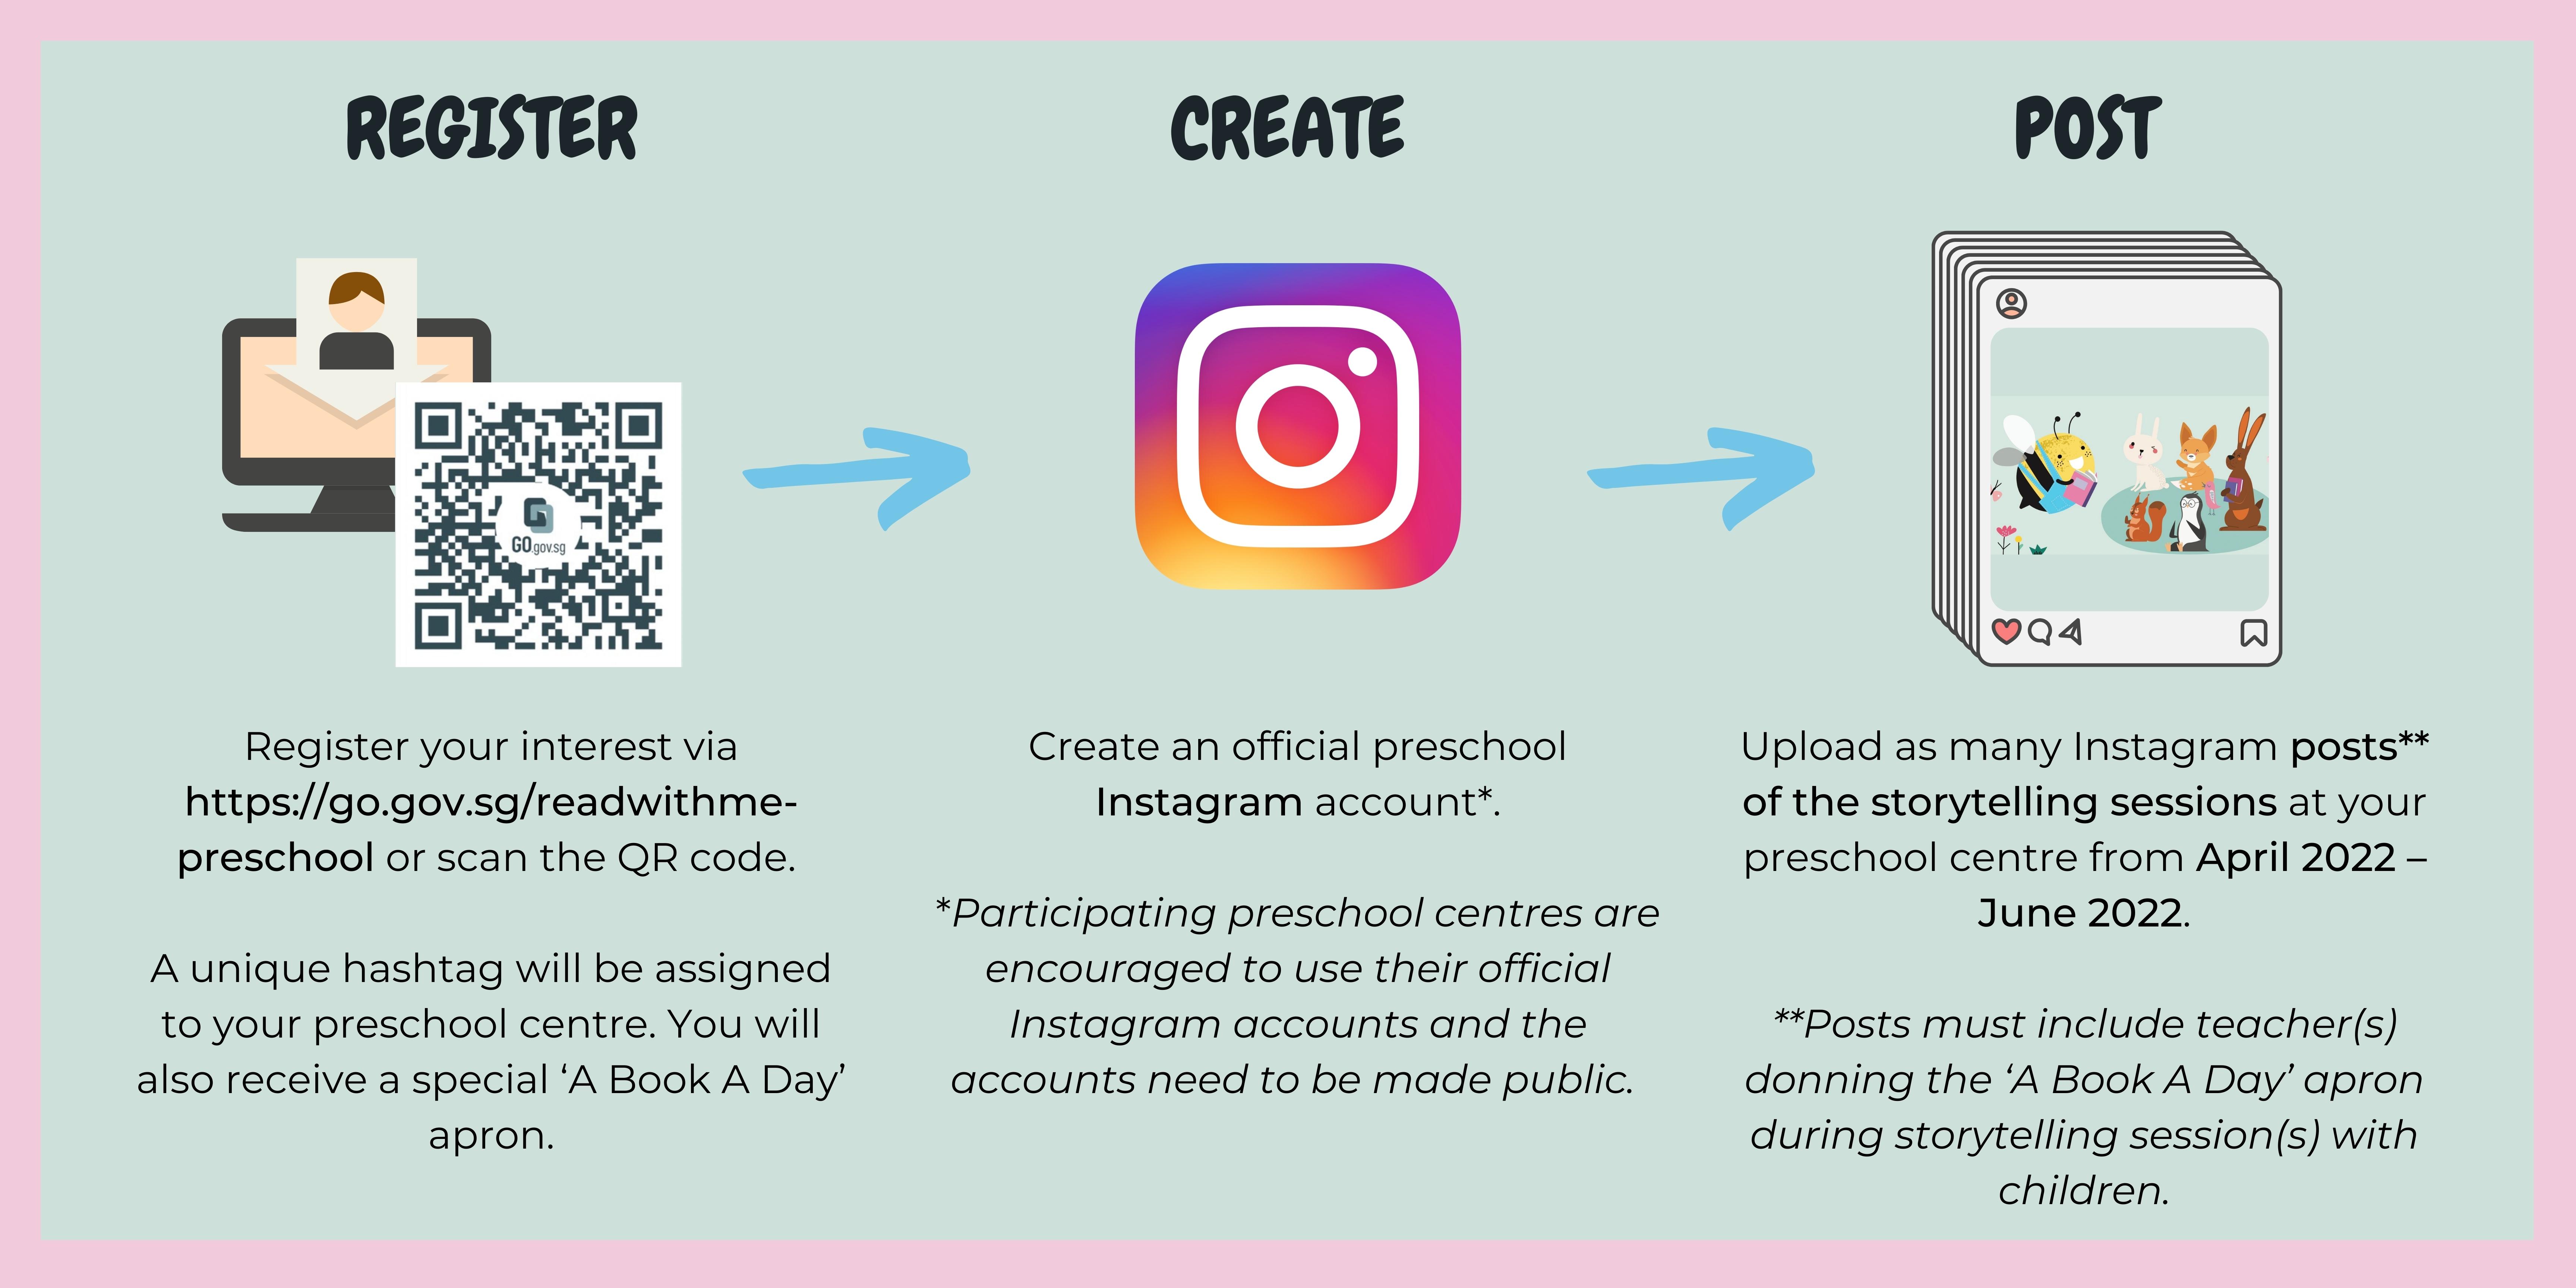 REGISTER
GO.gov.sg
Register your interest via
https://go.gov.sg/readwithme-
preschool or scan the QR code.
A unique hashtag will be assigned
to your preschool centre. You will
also receive a special ‘A Book A Day’
apron.
CREATE
Create an official preschool
Instagram account*.
*Participating preschool centres are
encouraged to use their official
Instagram accounts and the
accounts need to be made public.
POST
Upload as many Instagram posts**
of the storytelling sessions at your
preschool centre from April 2022 –
June 2022.
**Posts must include teacher(s)
donning the ‘A Book A Day’ apron
during storytelling session(s) with
children.